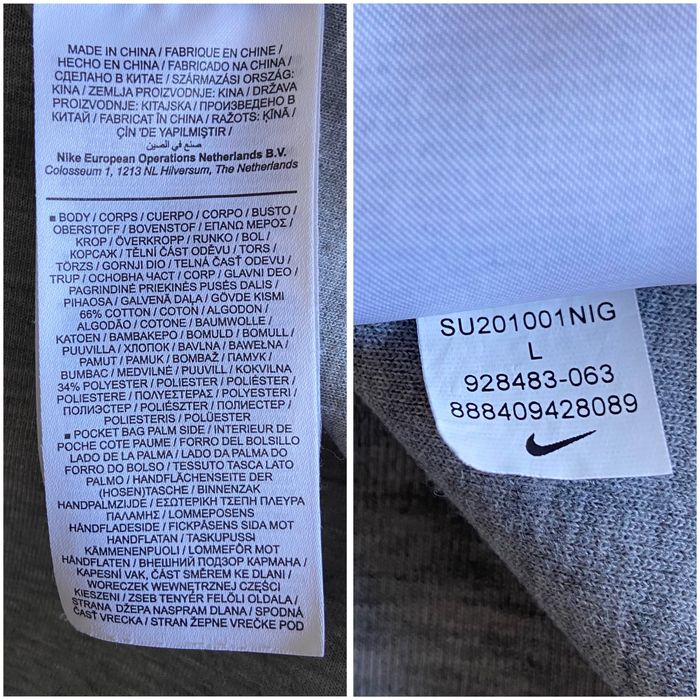 MADE IN CHINA / FABRIQUE EN CHINE /
HECHO EN CHINA / FABRICADO NA CHINA /
СДЕЛАНО В КИТАЕ / SZÁRMAZÁSI ORSZÁG:
KINA / ZEMLJA PROIZVODNJE: KINA / DRŽAVA
PROIZVODNJE: KITAJSKA / ПРОИЗВЕДЕНО В
КИТАЙ / FABRICAT ÎN CHINA / RAŽOTS: ĶĪNĀ /
ÇİN 'DE YAPILMIŞTIR /
صنع في الصين
Nike European Operations Netherlands B.V.
Colosseum 1, 1213 NL Hilversum, The Netherlands
■ BODY / CORPS / CUERPO / CORPO / BUSTO /
OBERSTOFF / BOVENSTOF / ΕΠΑΝΩ ΜΕΡΟΣ /
KROP / ÖVERKROPP / RUNKO / BOL /
КОРСАЖ / TĚLNÍ ČÁST ODĚVU / TORS /
TÖRZS / GORNJI DIO / TELNÁ ČASŤ ODEVU /
TRUP / ОСНОВНА ЧАСТ / CORP / GLAVNI DEO /
PAGRINDINĖ PRIEKINĖS PUSĖS DALIS /
PIHAOSA / GALVENĀ DAĻA / GÖVDE KISMI
66% COTTON / COTON / ALGODON /
ALGODÃO / COTONE / BAUMWOLLE /
KATOEN / ΒΑΜΒΑΚΕΡΟ / BOMULD / BOMULL /
PUUVILLA / ХЛОПОК / BAVLNA / BAWEŁNA /
PAMUT / PAMUK / BOMBAŽ / ПАМУК /
BUMBAC / MEDVILNĖ / PUUVILL / KOKVILNA
34% POLYESTER / POLIESTER / POLIÉSTER /
POLIESTERE / ΠΟΛΥΕΣΤΕΡΑΣ / POLYESTERI /
ПОЛИЭСТЕР / POLIÉSZTER / ПОЛИЕСТЕР /
POLIESTERIS / POLÜESTER
■ POCKET BAG PALM SIDE / INTERIEUR DE
POCHE COTE PAUME / FORRO DEL BOLSILLO
LADO DE LA PALMA / LADO DA PALMA DO
FORRO DO BOLSO / TESSUTO TASCA LATO
PALMO / HANDFLÄCHENSEITE DER
(HOSEN)TASCHE / BINNENZAK
HANDPALMZIJDE / ΕΣΩΤΕΡΙΚΗ ΤΣΕΠΗ ΠΛΕΥΡΑ
ΠΑΛΑΜΗΣ / LOMMEPOSENS
HÅNDFLADESIDE / FICKPÅSENS SIDA MOT
HANDFLATAN / TASKUPUSSI
KÄMMENENPUOLI / LOMMEFÔR MOT
HÅNDFLATEN / ВНЕШНИЙ ПОДЗОР КАРМАНА /
KAPESNÍ VAK, ČÁST SMĚREM KE DLANI /
WORECZEK WEWNĘTRZNEJ CZĘŚCI
KIESZENI / ZSEB TENYÉR FELŐLI OLDALA /
STRANA DŽEPA NASPRAM DLANA / SPODNÁ
ČASŤ VRECKA / STRAN ŽEPNE VREČKE POD
SU201001NIG
L
928483-063
888409428089